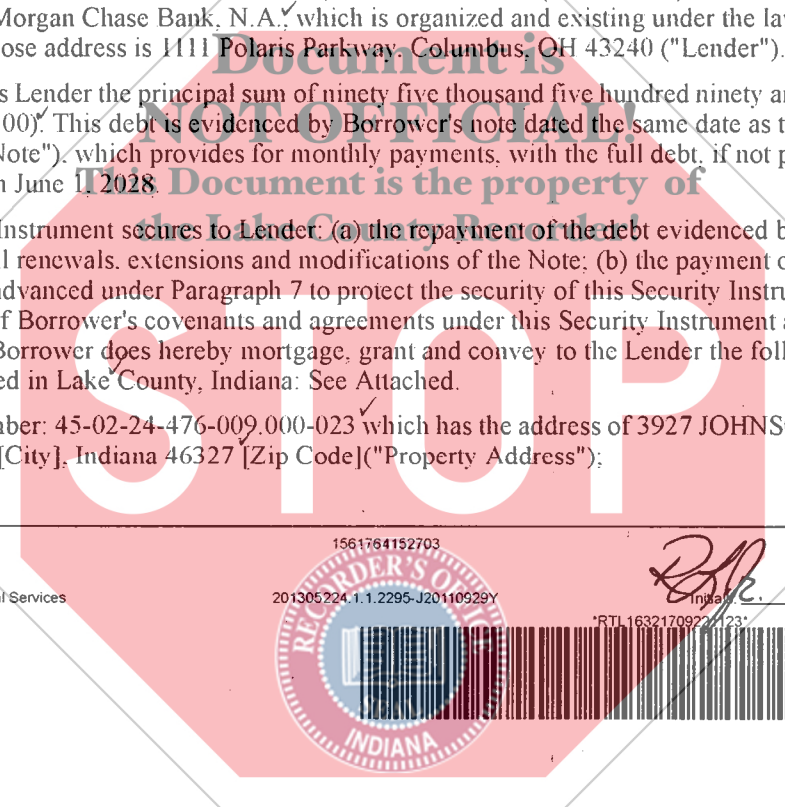 Morgan Chase Bank, N.A., which is organized and existing under the la
ose address is 1111 Polaris Parkway, Columbus, OH 43240 ("Lender").
Document is
s Lender the principal sum of ninety five thousand five hundred ninety a
NOT OFFICIAL!
00). This debt is evidenced by Borrower's note dated the same date as t
Note"), which provides for monthly payments, with the full debt, if not p
n June 1, 2028.
This Document is the property of
the Lake County Recorder!
Instrument secures to Lender: (a) the repayment of the debt evidenced b
l renewals, extensions and modifications of the Note; (b) the payment o
advanced under Paragraph 7 to protect the security of this Security Instru
f Borrower's covenants and agreements under this Security Instrument a
Borrower does hereby mortgage, grant and convey to the Lender the foll
ed in Lake County, Indiana: See Attached.
STOP
ber: 45-02-24-476-009.000-023 which has the address of 3927 JOHNS
[City], Indiana 46327 [Zip Code]("Property Address");
1561764152703
al Services
201305224.1.1.2295-J20110929Y
Initials:
RECORDER'S OFFICE
SEAL
INDIANA